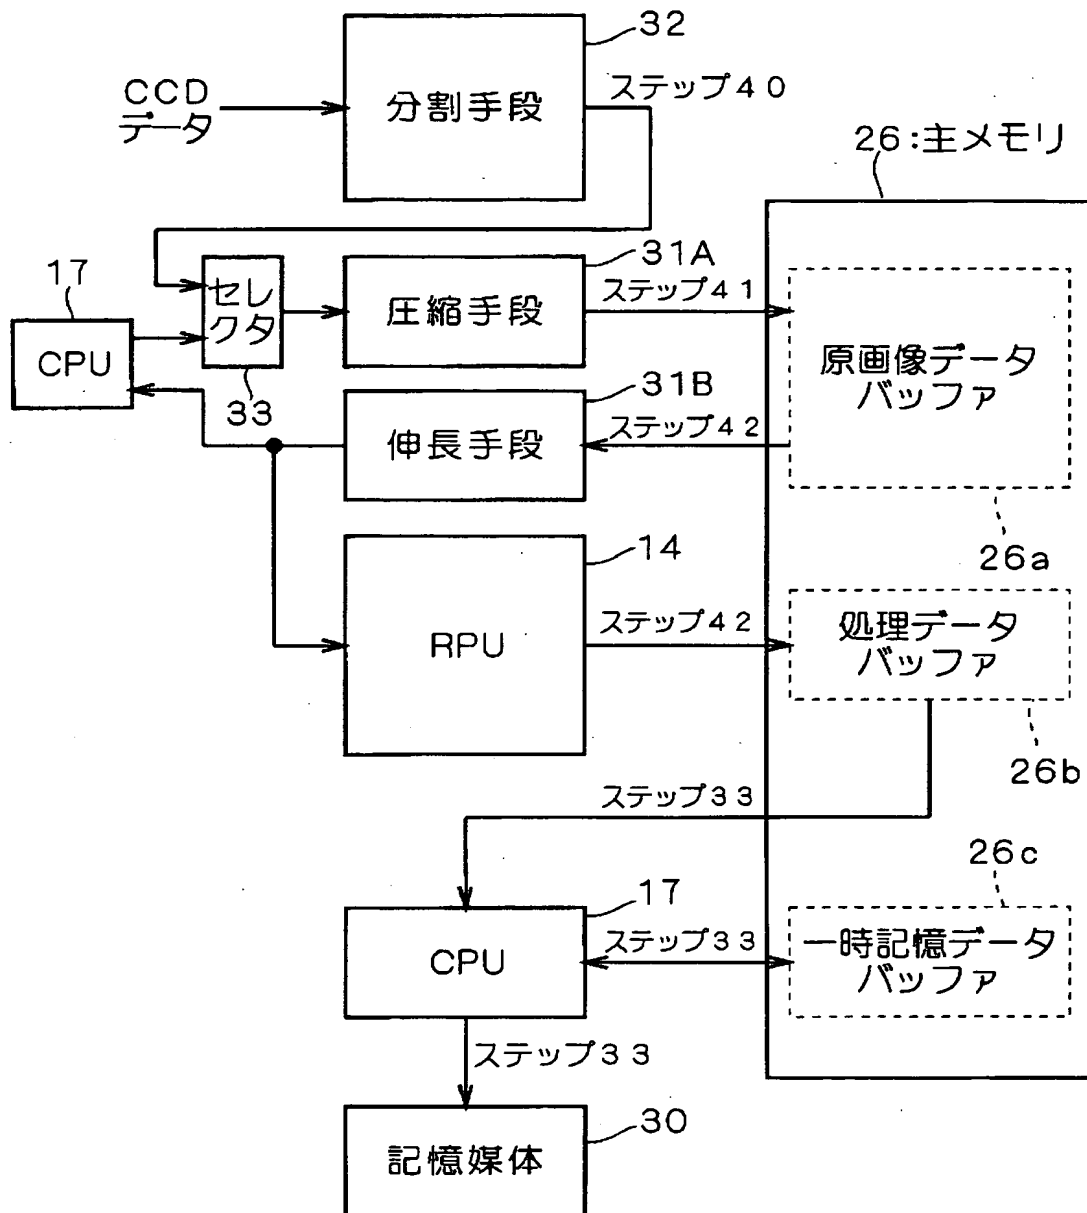 32
ステップ40
CCD
データ
分割手段
26:主メモリ
17
セレ
クタ
33
CPU
31A
圧縮手段
ステップ41
原画像データ
バッファ
31B
伸長手段
ステップ42
26a
14
RPU
ステップ42
処理データ
バッファ
26b
ステップ33
26c
17
CPU
ステップ33
一時記憶データ
バッファ
ステップ33
30
記憶媒体